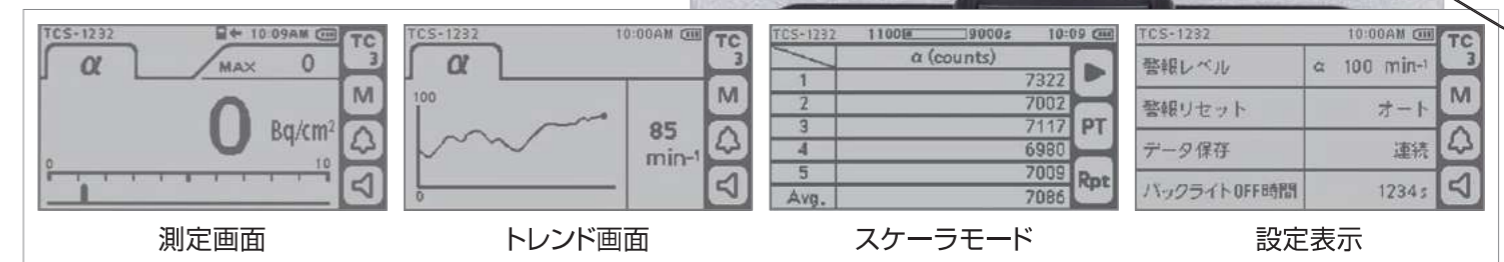 TCS-1232 10:09AM
TC 3
α
MAX 0
M
0 Bq/cm²
0 10
測定画面
TCS-1232 10:00AM
TC 3
α
M
100
85
min-1
0
トレンド画面
TCS-1232 1100 9000s 10:09
α (counts)
1 7322
2 7002
3 7117
4 6980
5 7009
Avg. 7086
PT
Rpt
スケーラモード
TCS-1232 10:00AM
TC 3
警報レベル α 100 min-1
M
警報リセット オート
データ保存 連続
バックライトOFF時間 1234s
設定表示